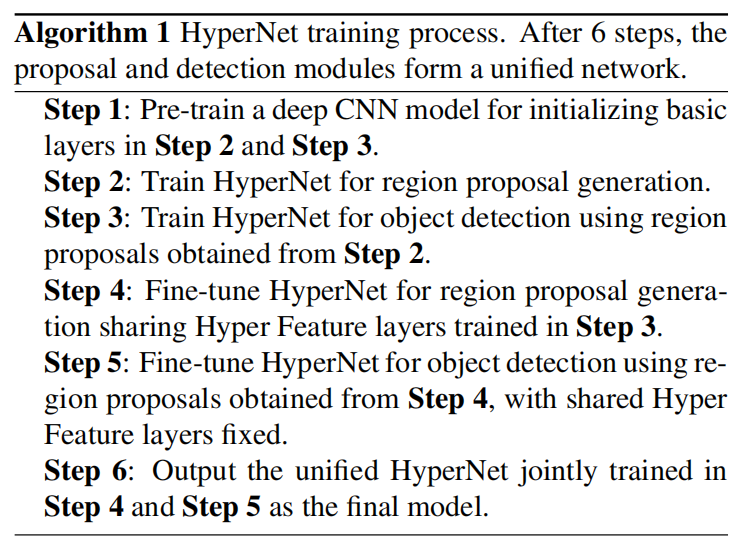 Algorithm 1 HyperNet training process. After 6 steps, the
proposal and detection modules form a unified network.
Step 1: Pre-train a deep CNN model for initializing basic
layers in Step 2 and Step 3.
Step 2: Train HyperNet for region proposal generation.
Step 3: Train HyperNet for object detection using region
proposals obtained from Step 2.
Step 4: Fine-tune HyperNet for region proposal genera-
tion sharing Hyper Feature layers trained in Step 3.
Step 5: Fine-tune HyperNet for object detection using re-
gion proposals obtained from Step 4, with shared Hyper
Feature layers fixed.
Step 6: Output the unified HyperNet jointly trained in
Step 4 and Step 5 as the final model.